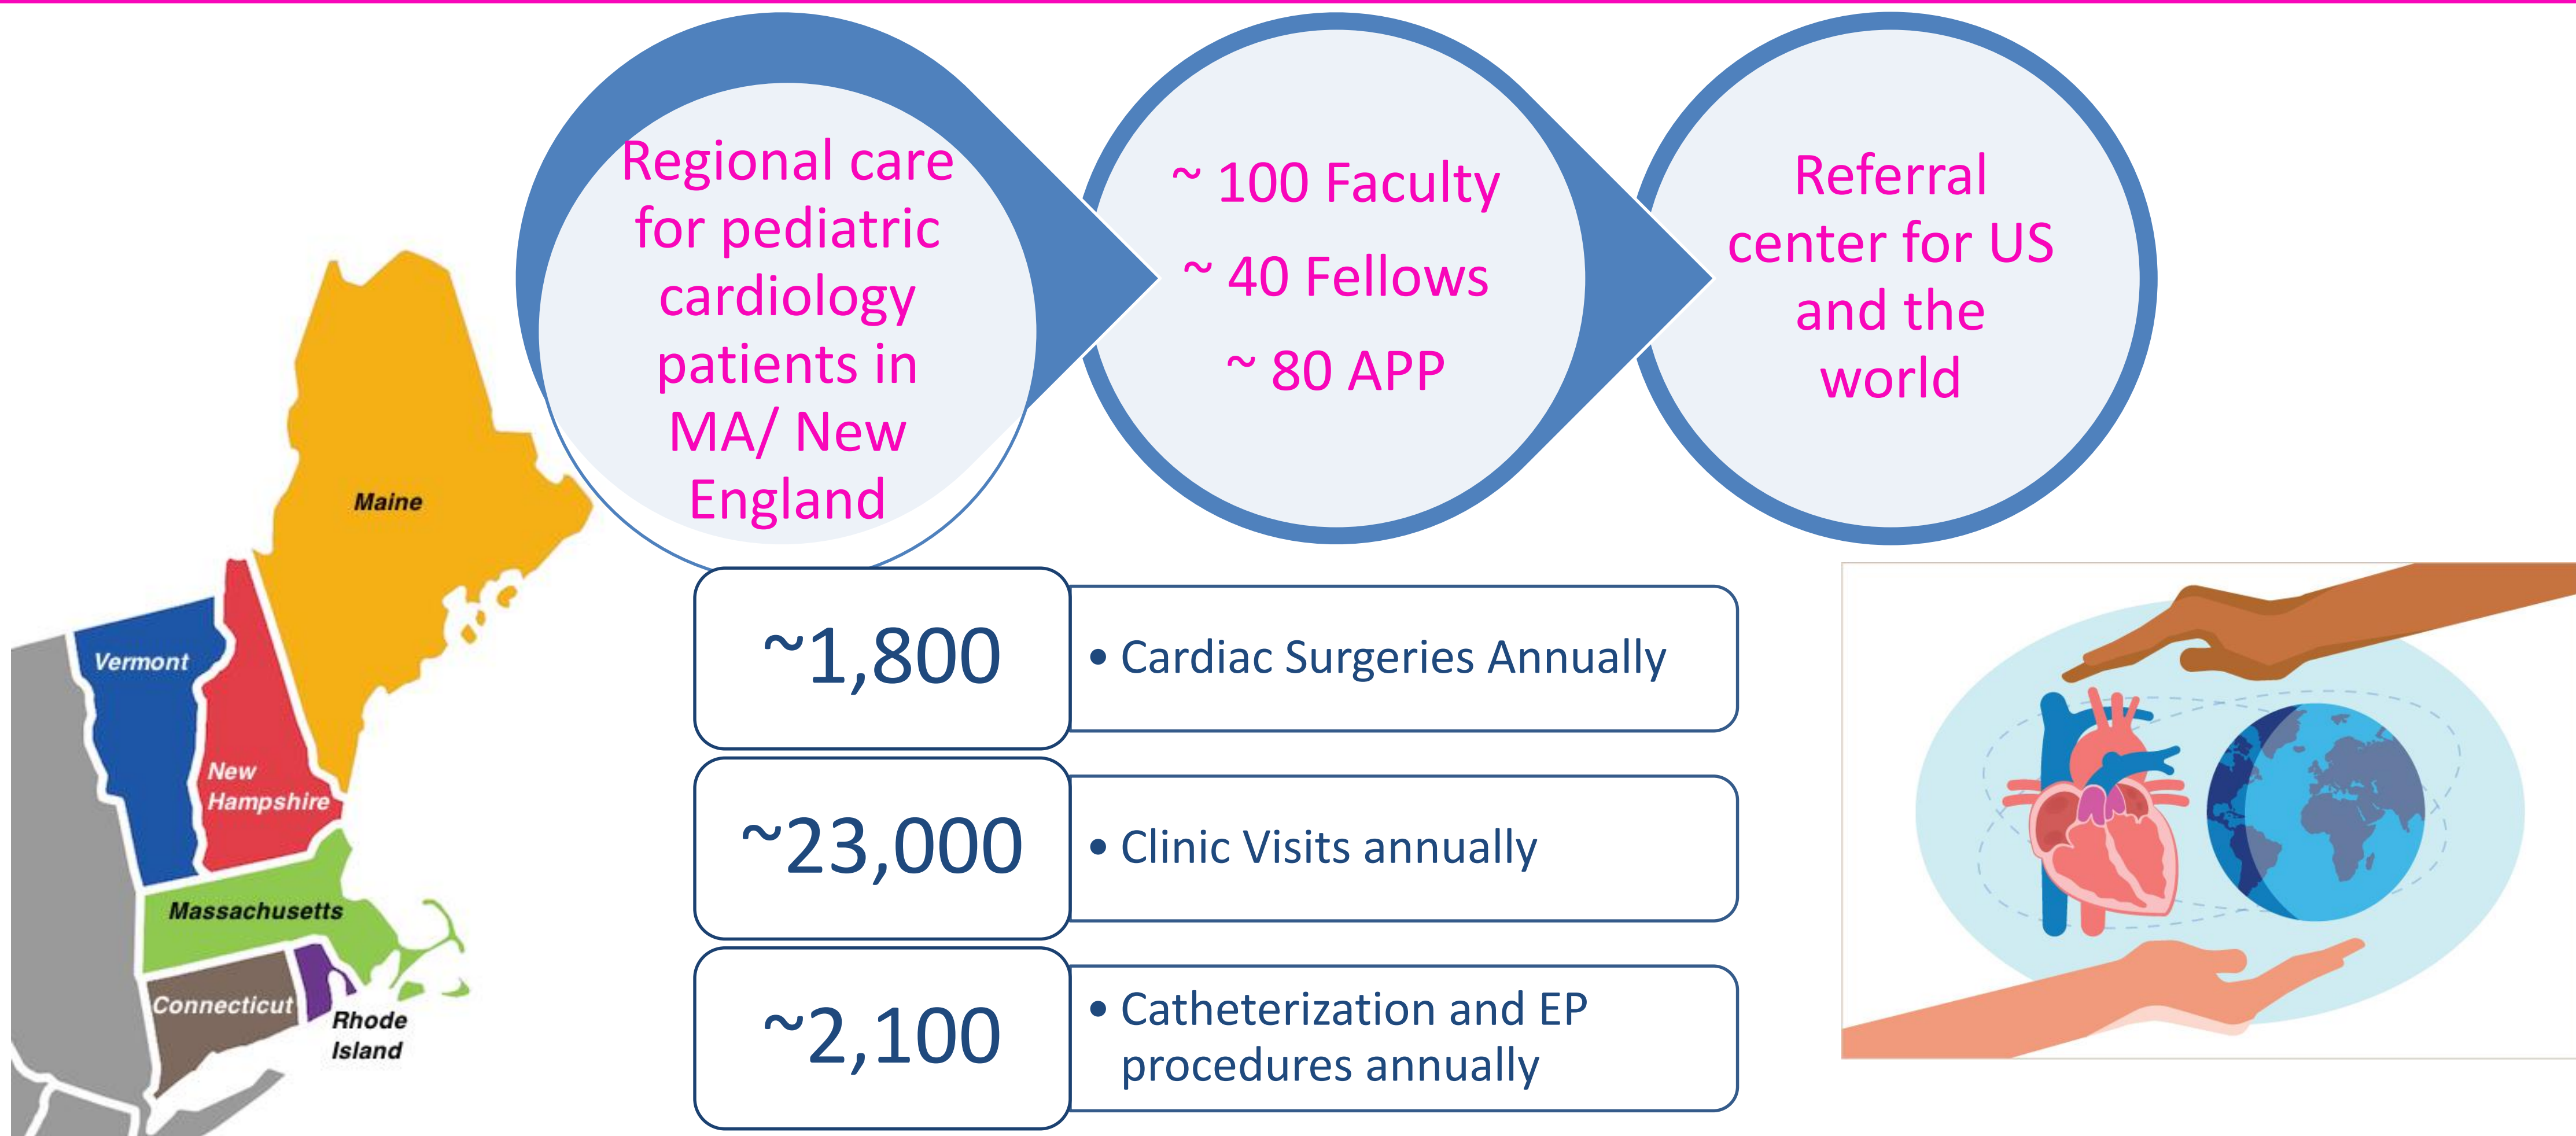 Regional care
for pediatric
cardiology
patients in
MA/ New
England
~ 100 Faculty
~ 40 Fellows
~ 80 APP
Referral
center for US
and the
world
Maine
Vermont
New
Hampshire
Massachusetts
Connecticut
Rhode
Island
~1,800
• Cardiac Surgeries Annually
~23,000
• Clinic Visits annually
~2,100
• Catheterization and EP
procedures annually